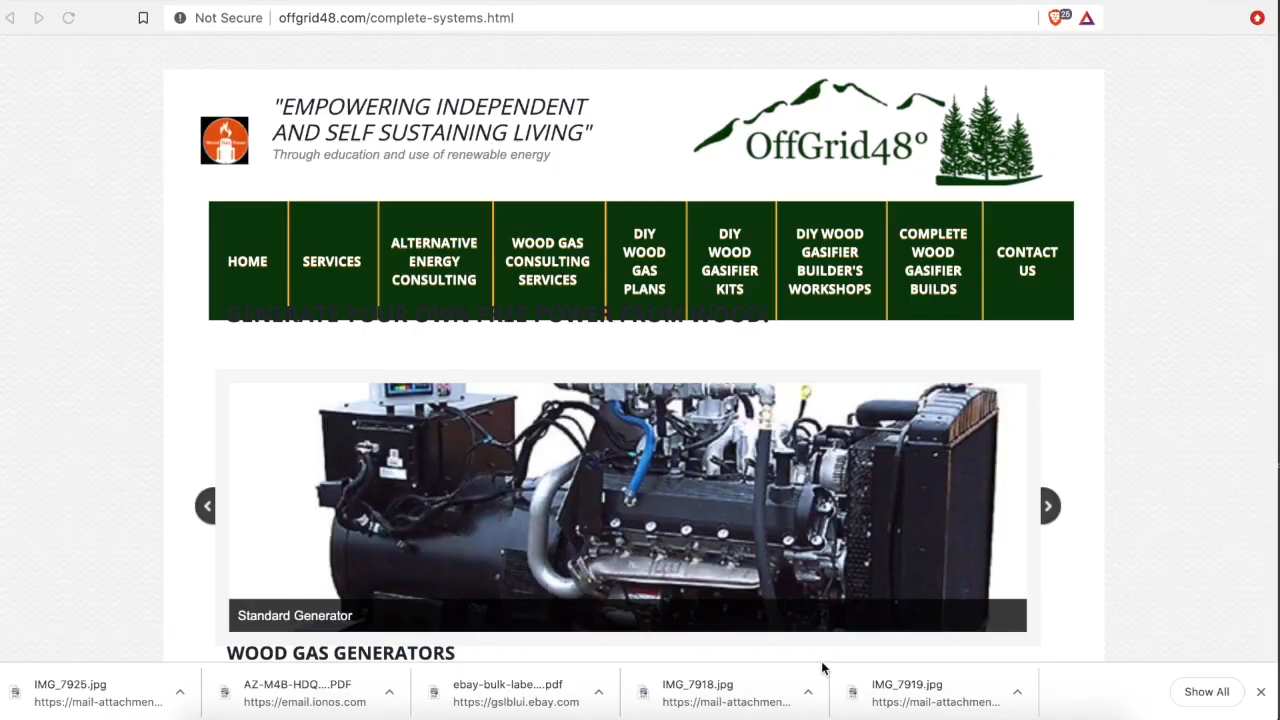 Not Secure
offgrid48.com/complete-systems.html
26
"EMPOWERING INDEPENDENT
AND SELF SUSTAINING LIVING"
Through education and use of renewable energy
OffGrid48°
HOME
SERVICES
ALTERNATIVE
ENERGY
CONSULTING
WOOD GAS
CONSULTING
SERVICES
DIY
WOOD
GAS
PLANS
DIY
WOOD
GASIFIER
KITS
DIY WOOD
GASIFIER
BUILDER'S
WORKSHOPS
COMPLETE
WOOD
GASIFIER
BUILDS
CONTACT
US
GENERATE YOUR OWN FREE POWER FROM WOOD!
Standard Generator
WOOD GAS GENERATORS
IMG_7925.jpg
https://mail-attachmen...
AZ-M4B-HDQ....PDF
https://email.ionos.com
ebay-bulk-labe....pdf
https://gslblui.ebay.com
IMG_7918.jpg
https://mail-attachmen...
IMG_7919.jpg
https://mail-attachmen...
Show All